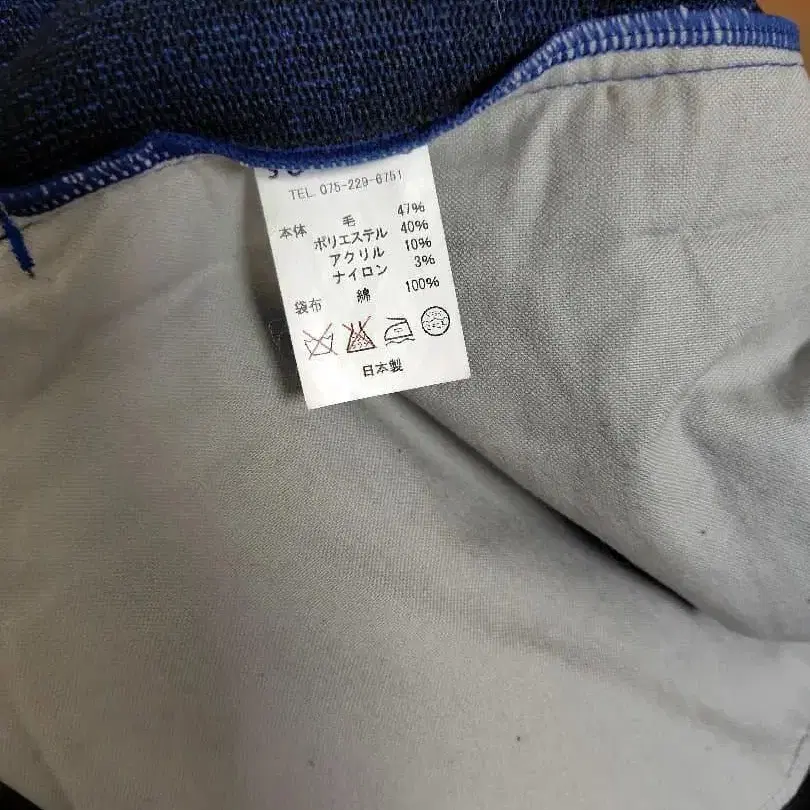 TEL. 075-229-6751
本体 毛 47%
ポリエステル 40%
アクリル 10%
ナイロン 3%
袋布 綿 100%
日本製